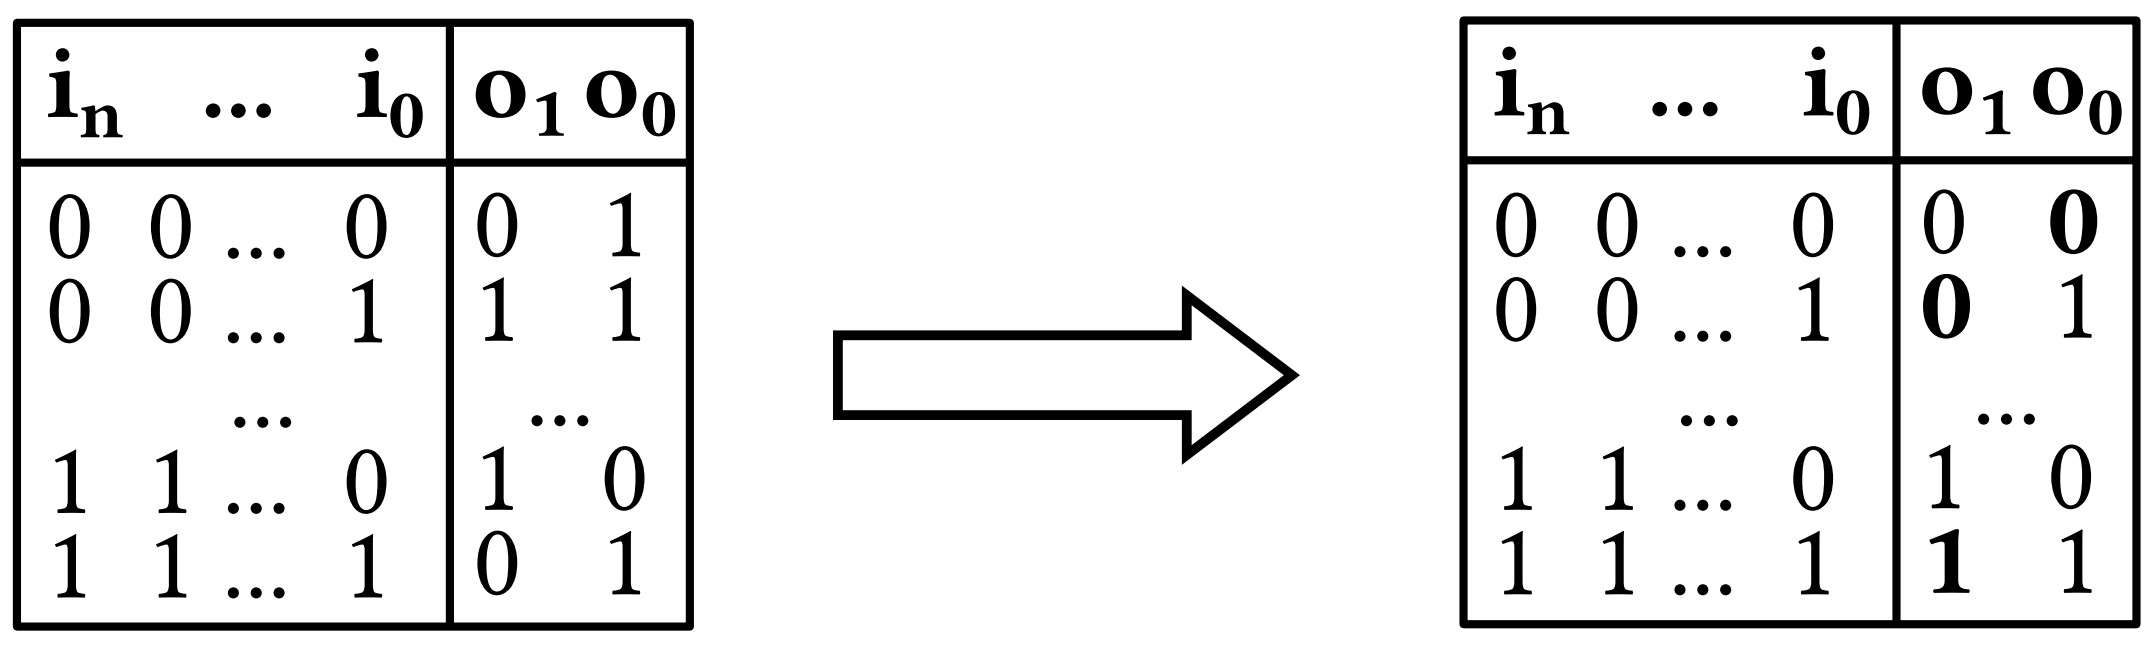 iₙ ... i₀ o₁ o₀
0 0 ... 0 0 1
0 0 ... 1 1 1
... ...
1 1 ... 0 1 0
1 1 ... 1 0 1
iₙ ... i₀ o₁ o₀
0 0 ... 0 0 0
0 0 ... 1 0 1
... ...
1 1 ... 0 1 0
1 1 ... 1 1 1